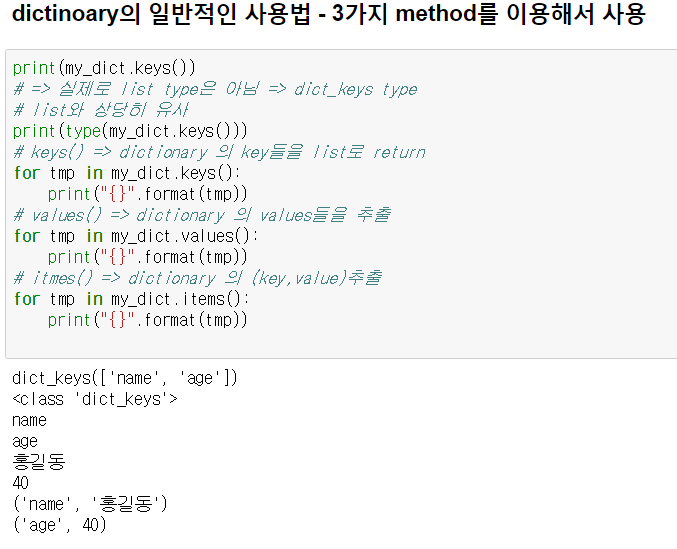 dictinoary의 일반적인 사용법 - 3가지 method를 이용해서 사용
print(my_dict.keys())
# => 실제로 list type은 아님 => dict_keys type
# list와 상당히 유사
print(type(my_dict.keys()))
# keys() => dictionary 의 key들을 list로 return
for tmp in my_dict.keys():
    print("{}".format(tmp))
# values() => dictionary 의 values들을 추출
for tmp in my_dict.values():
    print("{}".format(tmp))
# itmes() => dictionary 의 (key,value)추출
for tmp in my_dict.items():
    print("{}".format(tmp))
dict_keys(['name', 'age'])
<class 'dict_keys'>
name
age
홍길동
40
('name', '홍길동')
('age', 40)